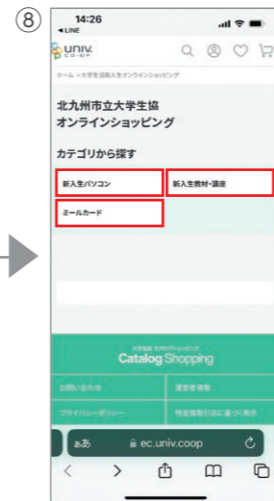 ⑧
14:26
◀LINE
univ.
CO-OP
ホーム > 大学生協新入生オンラインショッピング
北九州市立大学生協
オンラインショッピング
カテゴリから探す
新入生パソコン
新入生教材・講座
ミールカード
Catalog Shopping
お問い合わせ
運営者情報
プライバシーポリシー
特定商取引法に基づく表示
ぁあ
ec.univ.coop